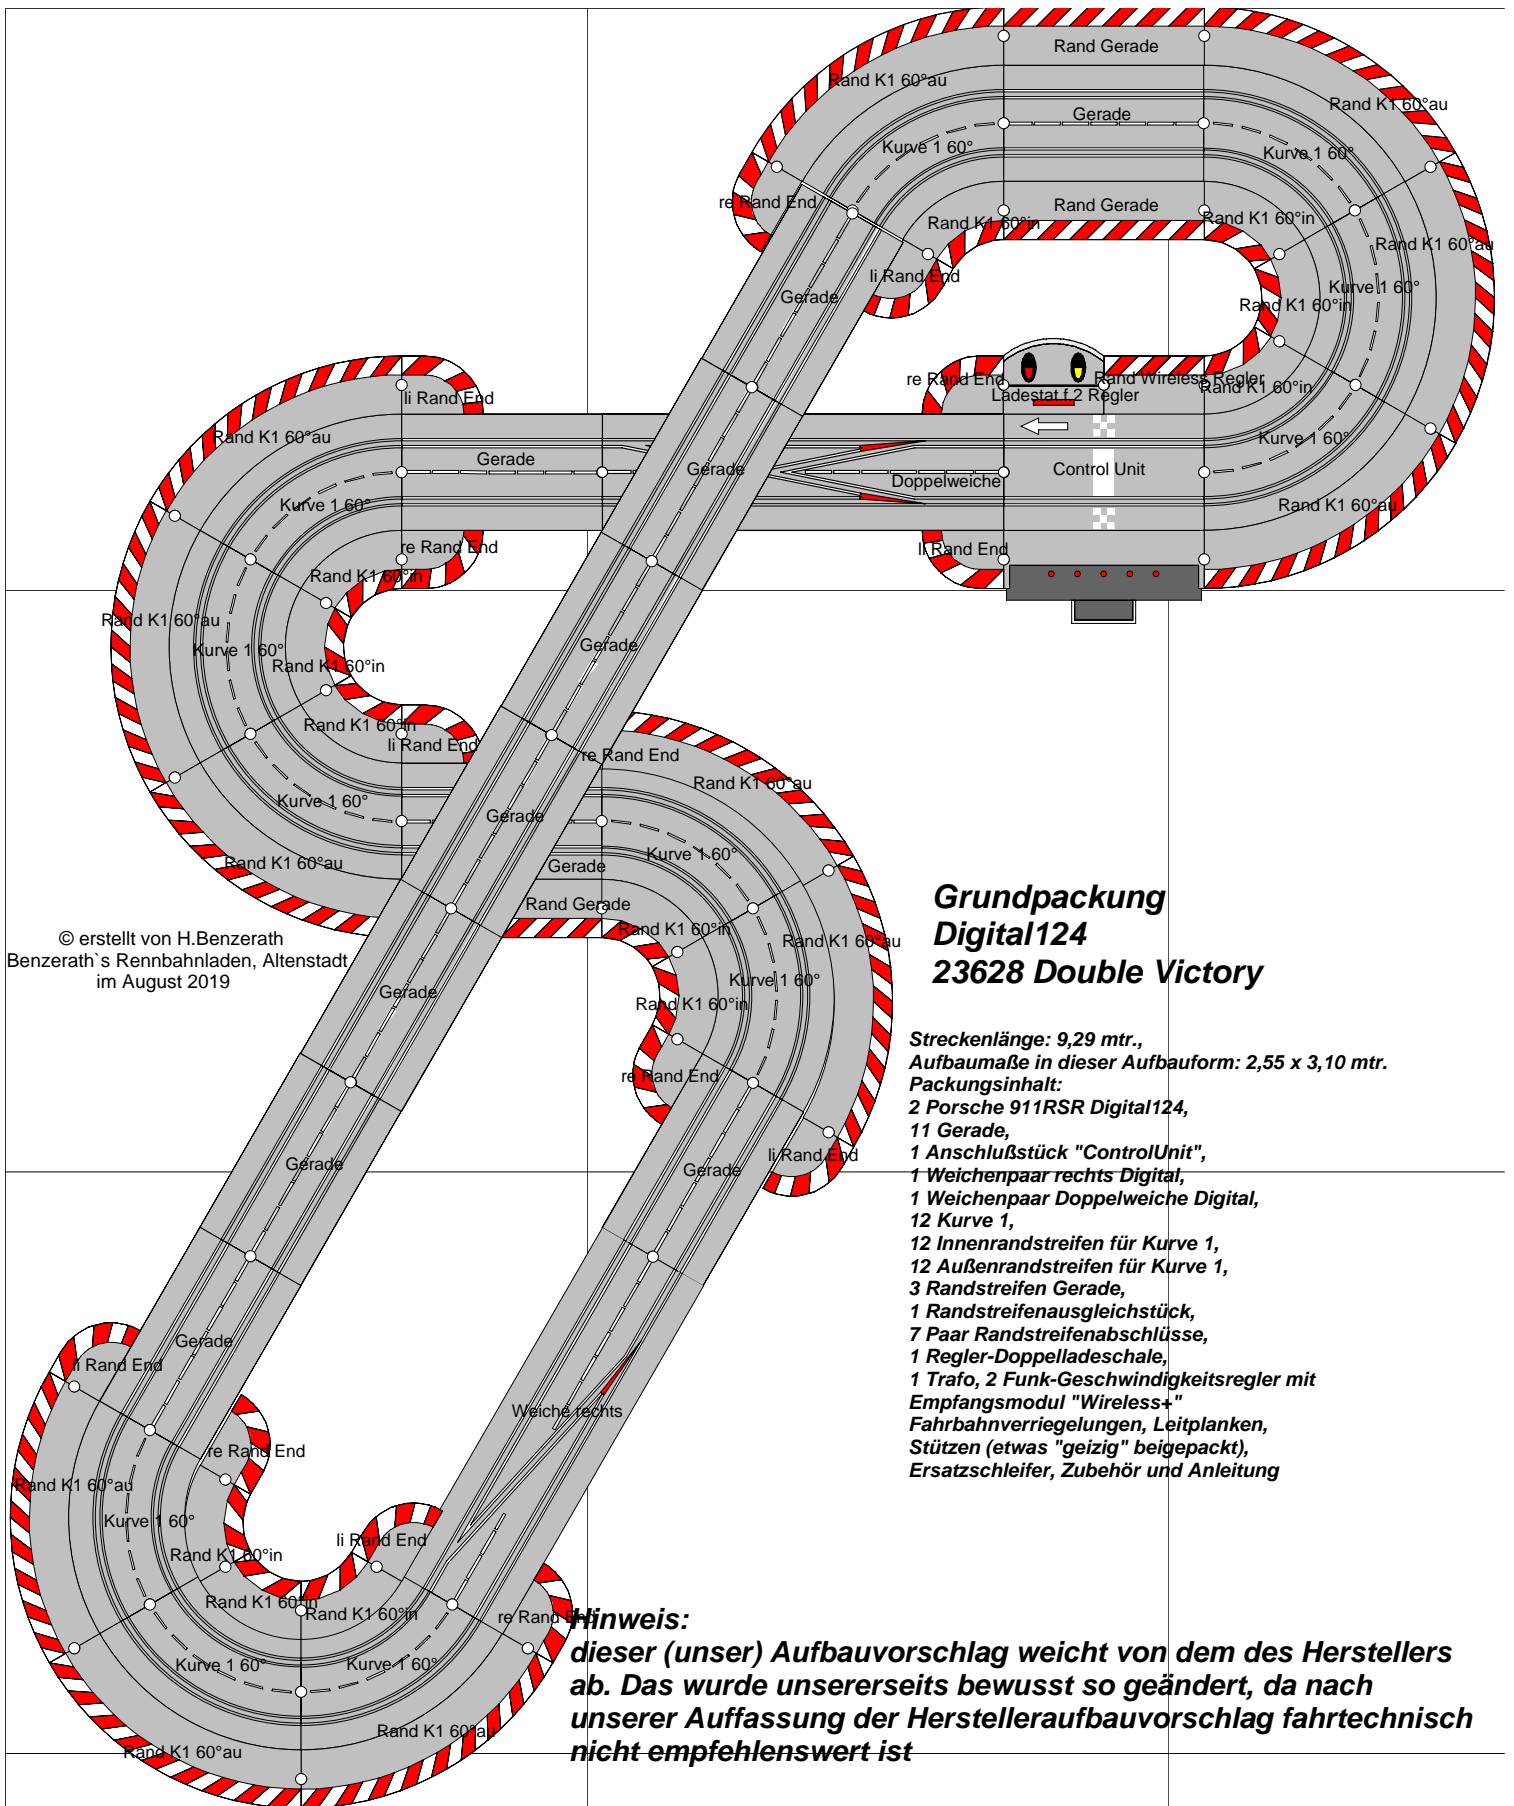 Rand Gerade
Rand K1 60°au
Rand K1 60°au
Gerade
Kurve 1 60°
Kurve 1 60°
re Rand End
Rand Gerade
Rand K1 60°in
Rand K1 60°in
Rand K1 60°au
li Rand End
Gerade
Kurve 1 60°
Rand K1 60°in
re Rand End
Rand Wireless Regler
Rand K1 60°in
Ladestat.f.2 Regler
li Rand End
Rand K1 60°au
Kurve 1 60°
Gerade
Gerade
Control Unit
Doppelweiche
Kurve 1 60°
Rand K1 60°au
re Rand End
li Rand End
Rand K1 60°in
Rand K1 60°au
Gerade
Kurve 1 60°
Rand K1 60°in
Rand K1 60°in
li Rand End
re Rand End
Rand K1 60°au
Kurve 1 60°
Gerade
Kurve 1 60°
Rand K1 60°au
Gerade
Rand Gerade
Rand K1 60°in
Rand K1 60°au
Grundpackung
Digital124
23628 Double Victory
© erstellt von H.Benzerath
Benzerath`s Rennbahnladen, Altenstadt
im August 2019
Gerade
Kurve 1 60°
Rand K1 60°in
re Rand End
Streckenlänge: 9,29 mtr.,
Aufbaumaße in dieser Aufbauform: 2,55 x 3,10 mtr.
Packungsinhalt:
2 Porsche 911RSR Digital124,
11 Gerade,
1 Anschlußstück "ControlUnit",
1 Weichenpaar rechts Digital,
1 Weichenpaar Doppelweiche Digital,
12 Kurve 1,
12 Innenrandstreifen für Kurve 1,
12 Außenrandstreifen für Kurve 1,
3 Randstreifen Gerade,
1 Randstreifenausgleichstück,
7 Paar Randstreifenabschlüsse,
1 Regler-Doppelladeschale,
1 Trafo, 2 Funk-Geschwindigkeitsregler mit
Empfangsmodul "Wireless+"
Fahrbahnverriegelungen, Leitplanken,
Stützen (etwas "geizig" beigepackt),
Ersatzschleifer, Zubehör und Anleitung
li Rand End
Gerade
Gerade
Gerade
li Rand End
Weiche rechts
re Rand End
Rand K1 60°au
Kurve 1 60°
li Rand End
Rand K1 60°in
Rand K1 60°in
Rand K1 60°in
re Rand End
Kurve 1 60°
Kurve 1 60°
Rand K1 60°au
Rand K1 60°au
Hinweis:
dieser (unser) Aufbauvorschlag weicht von dem des Herstellers
ab. Das wurde unsererseits bewusst so geändert, da nach
unserer Auffassung der Herstelleraufbauvorschlag fahrtechnisch
nicht empfehlenswert ist